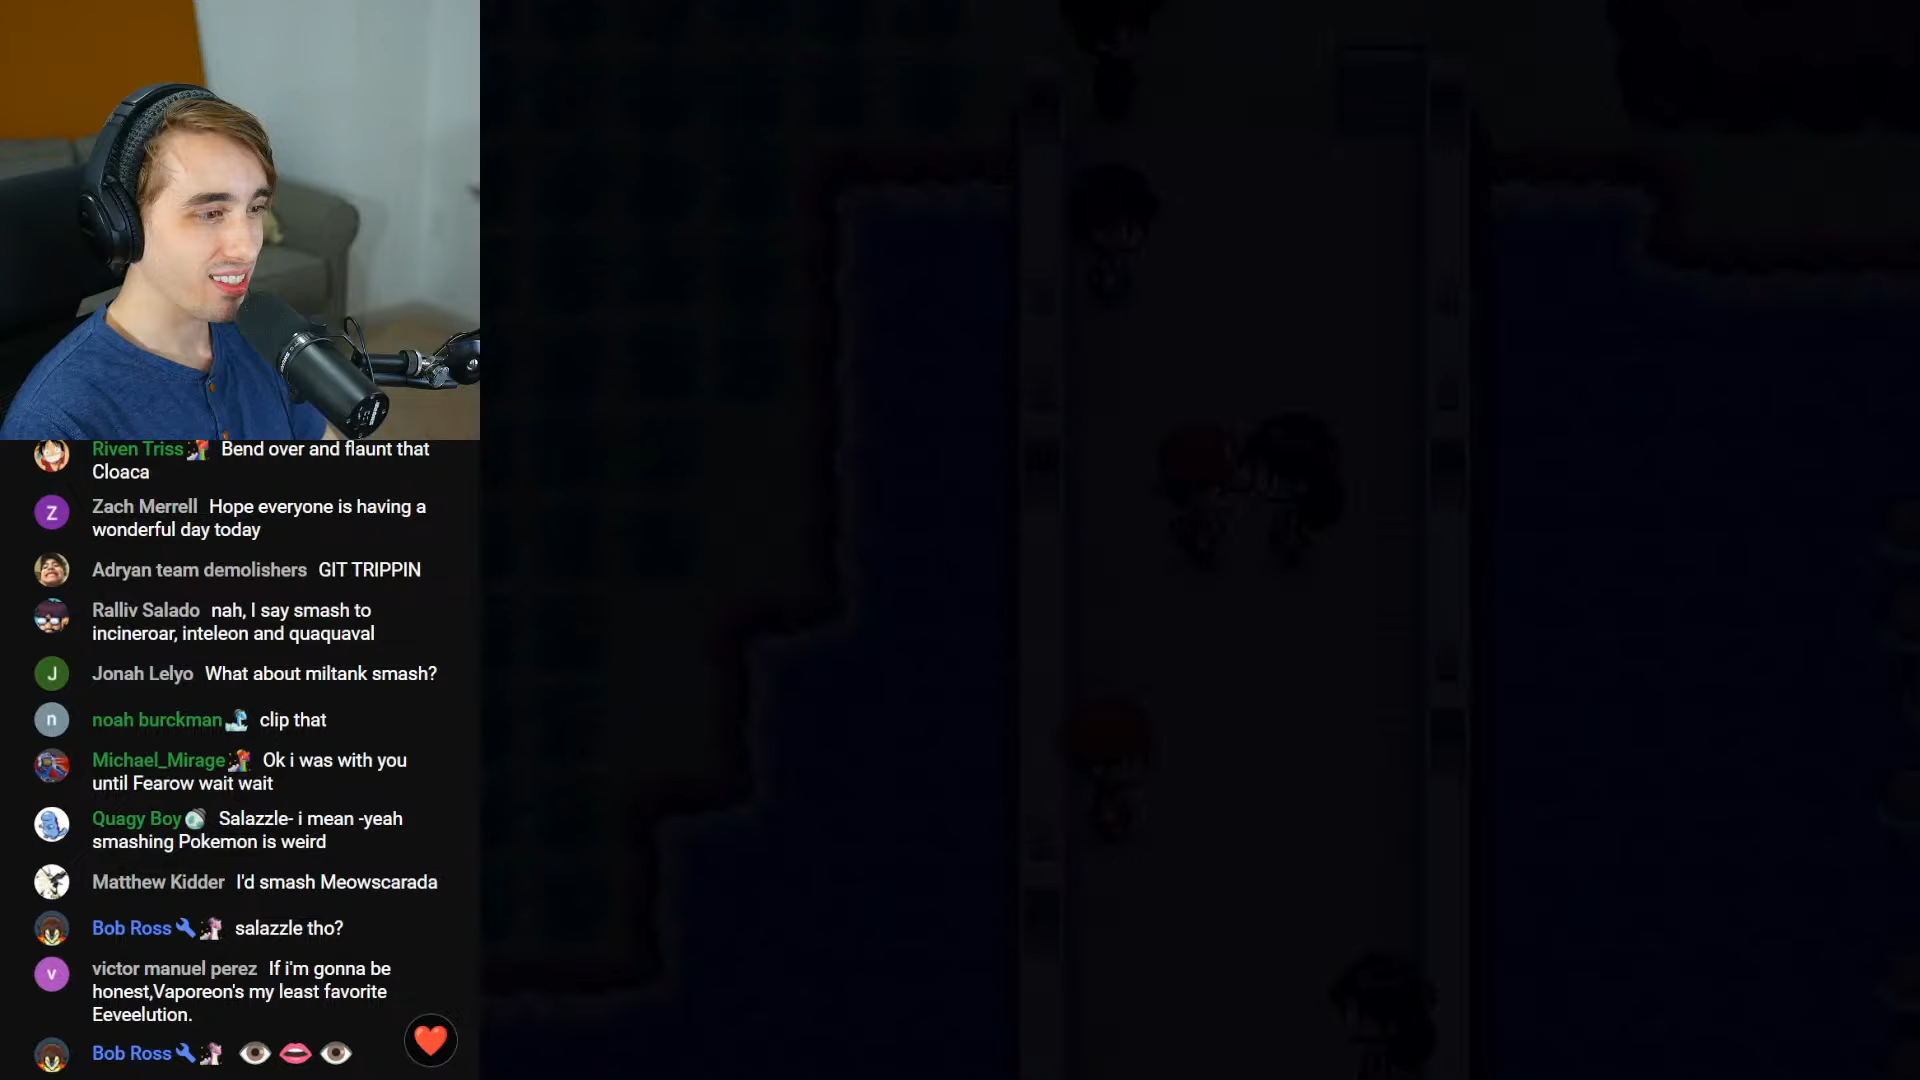 Riven Triss Bend over and flaunt that
Cloaca
Z Zach Merrell Hope everyone is having a
wonderful day today
Adryan team demolishers GIT TRIPPIN
Ralliv Salado nah, I say smash to
incineroar, inteleon and quaquaval
J Jonah Lelyo What about miltank smash?
n noah burckman clip that
Michael_Mirage Ok i was with you
until Fearow wait wait
Quagy Boy Salazzle- i mean -yeah
smashing Pokemon is weird
Matthew Kidder I'd smash Meowscarada
Bob Ross salazzle tho?
v victor manuel perez If i'm gonna be
honest,Vaporeon's my least favorite
Eeveelution.
Bob Ross 👁️ 👄 👁️